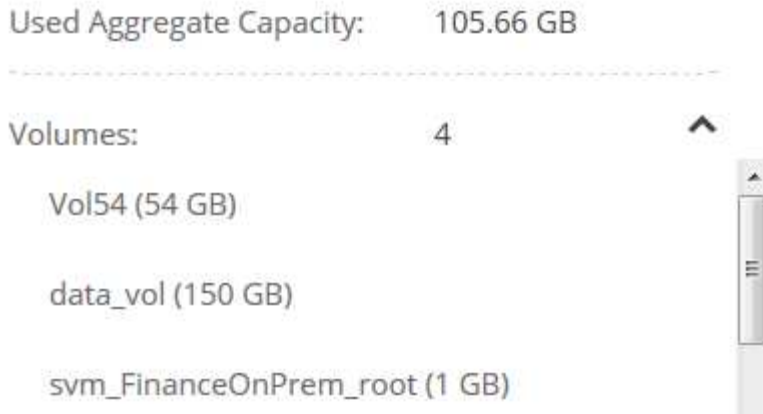 Used Aggregate Capacity: 105.66 GB
Volumes: 4
Vol54 (54 GB)
data_vol (150 GB)
svm_FinanceOnPrem_root (1 GB)